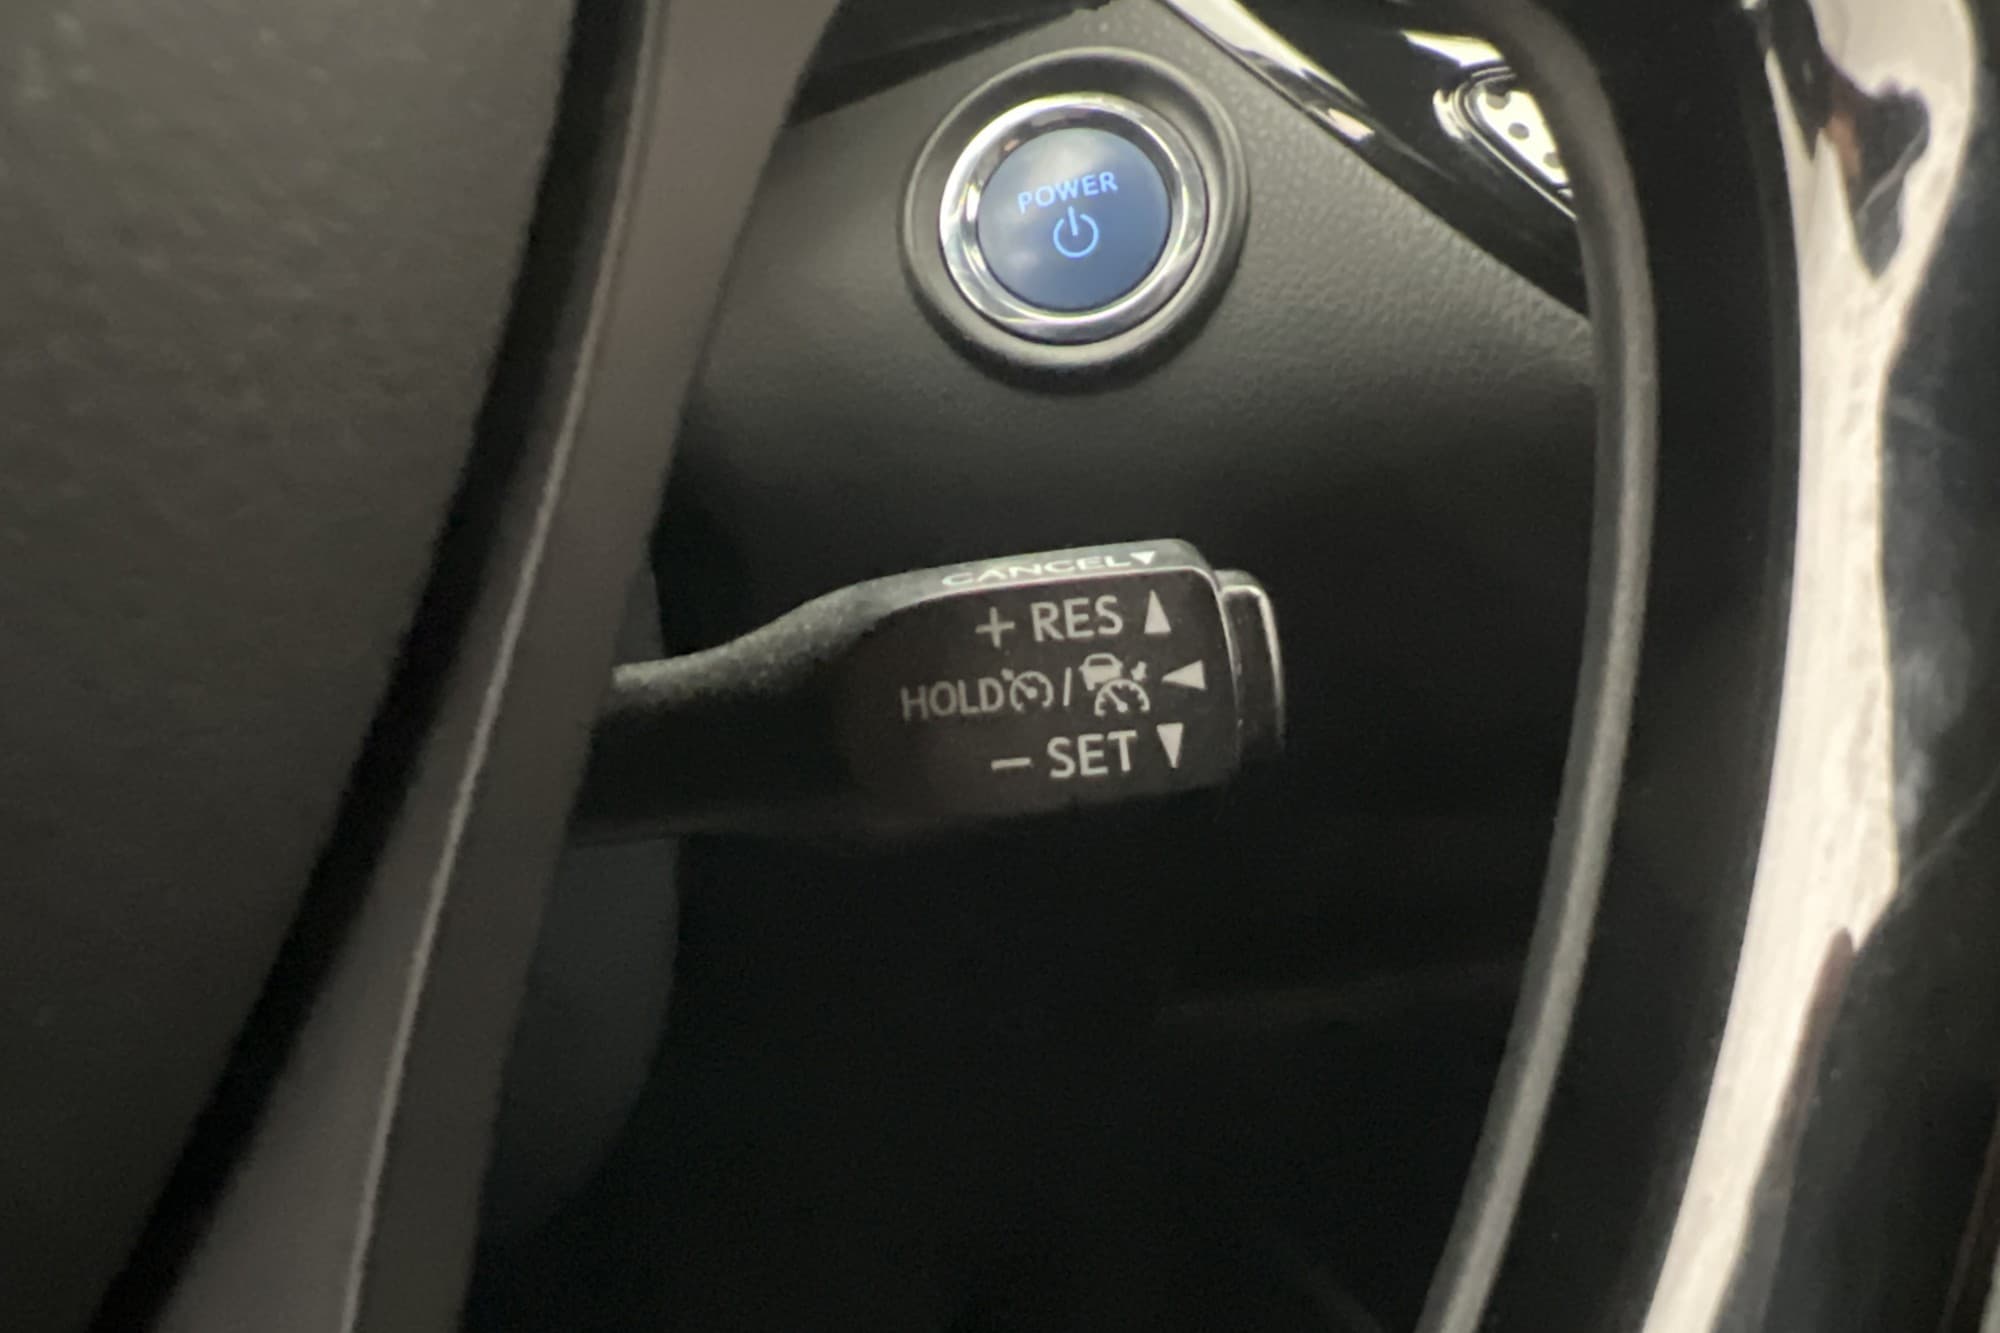 POWER
CANCEL▼
+ RES ▲
HOLD / ◀
− SET ▼